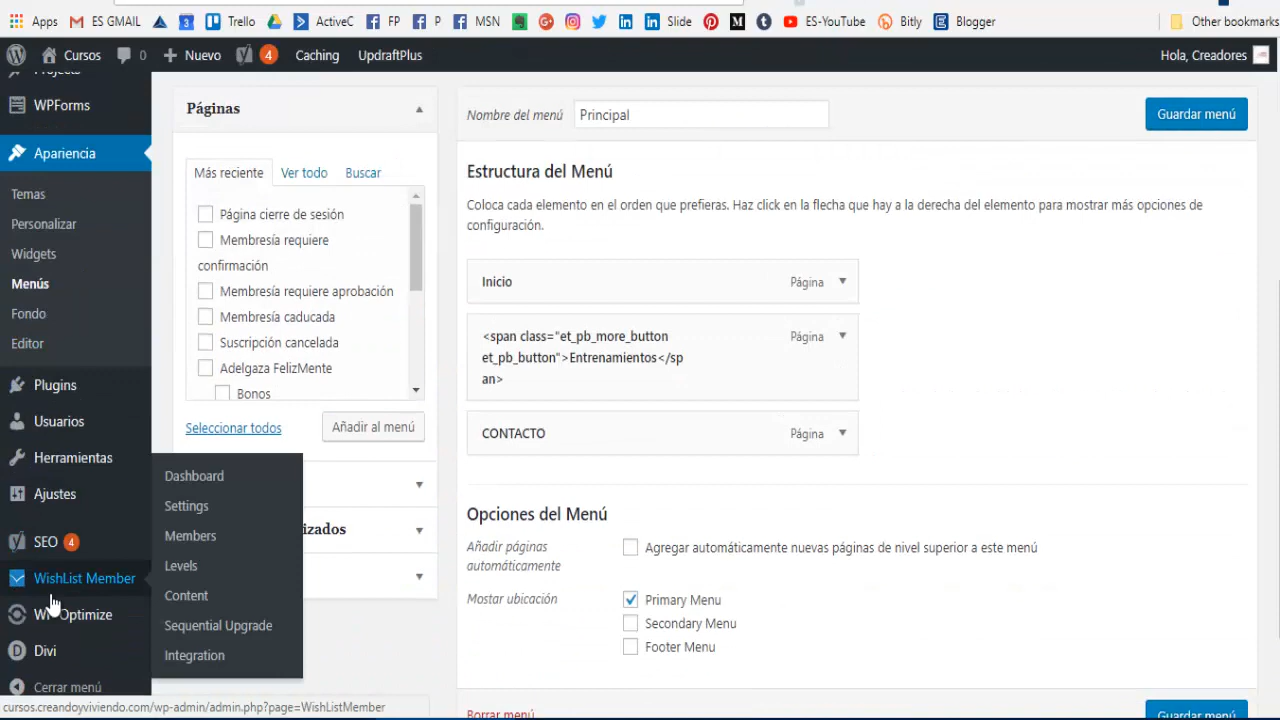 Apps ES GMAIL Trello ActiveC FP P MSN Slide ES-YouTube Bitly Blogger Other bookmarks
Cursos 0 Nuevo 4 Caching UpdraftPlus Hola, Creadores
Projects
WPForms
Apariencia
Temas
Personalizar
Widgets
Menús
Fondo
Editor
Plugins
Usuarios
Herramientas
Ajustes
SEO 4
WishList Member
WP-Optimize
Divi
Cerrar menú
Dashboard
Settings
Members
Levels
Content
Sequential Upgrade
Integration
Páginas
Más reciente Ver todo Buscar
Página cierre de sesión
Membresía requiere
confirmación
Membresía requiere aprobación
Membresía caducada
Suscripción cancelada
Adelgaza FelizMente
Bonos
Seleccionar todos Añadir al menú
izados
Nombre del menú Principal Guardar menú
Estructura del Menú
Coloca cada elemento en el orden que prefieras. Haz click en la flecha que hay a la derecha del elemento para mostrar más opciones de
configuración.
Inicio Página
<span class="et_pb_more_button Página
et_pb_button">Entrenamientos</sp
an>
CONTACTO Página
Opciones del Menú
Añadir páginas
automáticamente
Agregar automáticamente nuevas páginas de nivel superior a este menú
Mostar ubicación Primary Menu
Secondary Menu
Footer Menu
Borrar menú Guardar menú
cursos.creandoyviviendo.com/wp-admin/admin.php?page=WishListMember